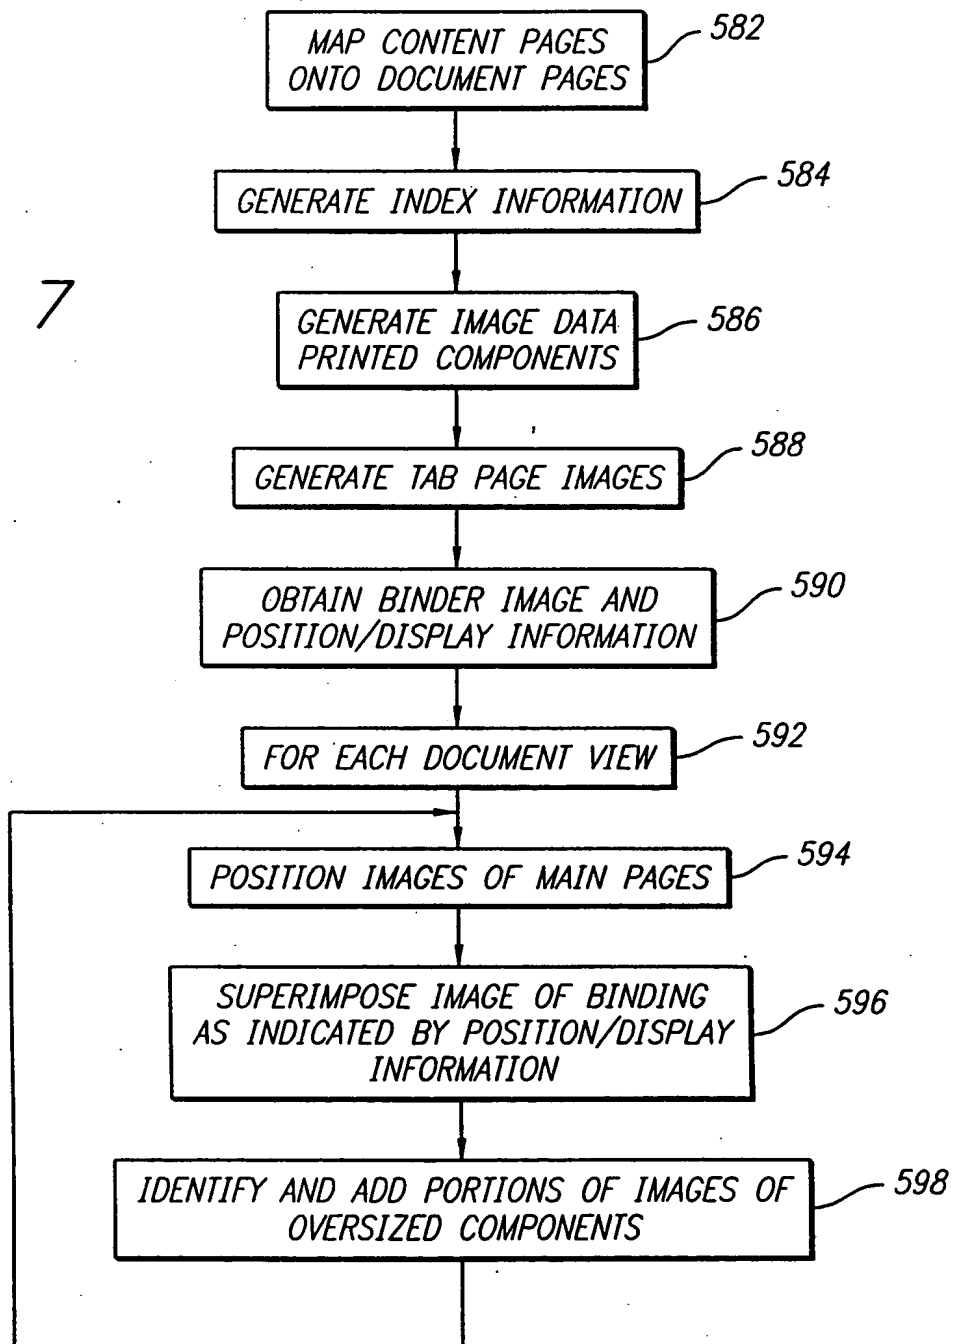 MAP CONTENT PAGES
ONTO DOCUMENT PAGES
582
GENERATE INDEX INFORMATION
584
7
GENERATE IMAGE DATA
PRINTED COMPONENTS
586
GENERATE TAB PAGE IMAGES
588
OBTAIN BINDER IMAGE AND
POSITION/DISPLAY INFORMATION
590
FOR EACH DOCUMENT VIEW
592
POSITION IMAGES OF MAIN PAGES
594
SUPERIMPOSE IMAGE OF BINDING
AS INDICATED BY POSITION/DISPLAY
INFORMATION
596
IDENTIFY AND ADD PORTIONS OF IMAGES OF
OVERSIZED COMPONENTS
598